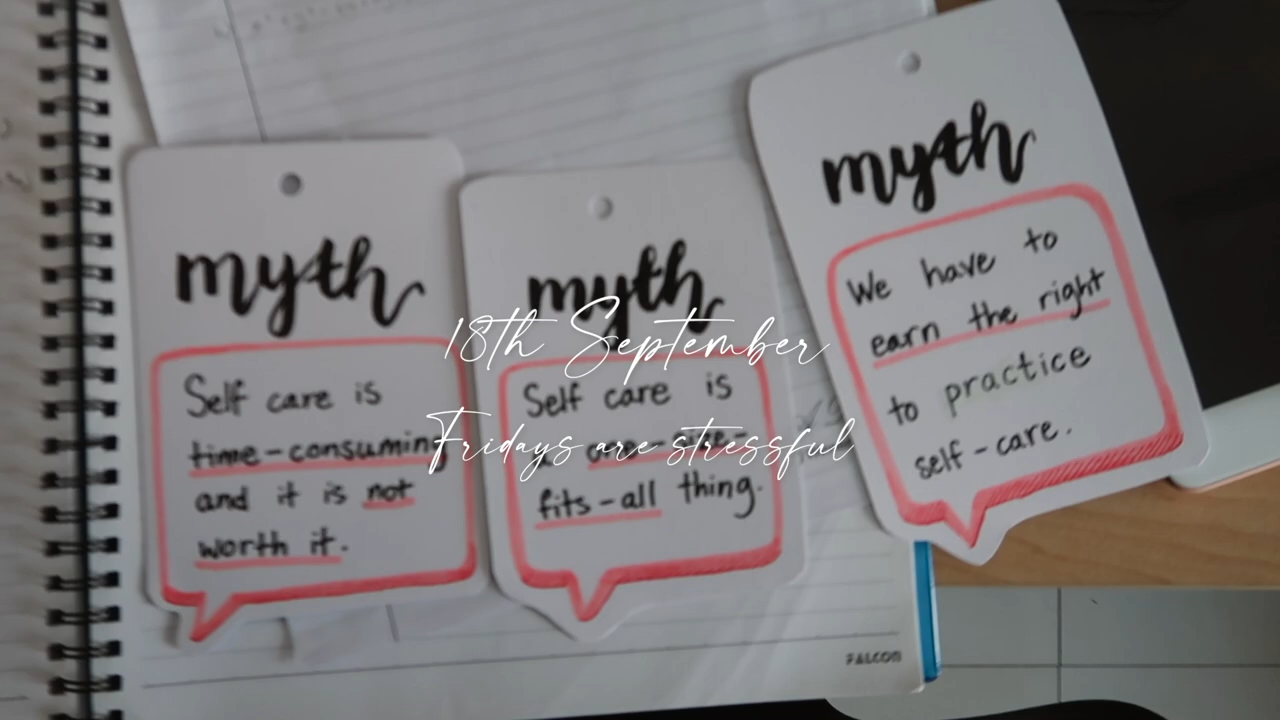 myth
Self care is
time-consuming
and it is not
worth it.
myth
Self care is
fits-all thing.
myth
We have to
earn the right
to practice
self-care.
18th September
Fridays are stressful
FALCON